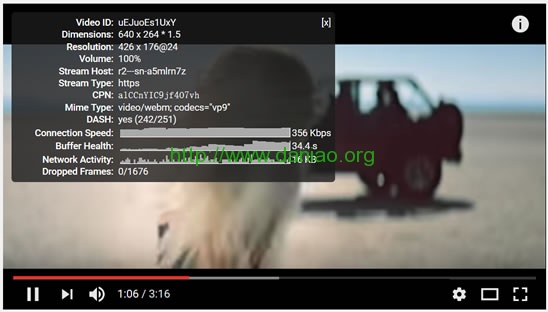 Video ID: uEJuoEs1UxY [x]
Dimensions: 640 x 264 * 1.5
Resolution: 426 x 176@24
Volume: 100%
Stream Host: r2---sn-a5mlrn7z
Stream Type: https
CPN: alCCnYIC9jf4O7vh
Mime Type: video/webm; codecs="vp9"
DASH: yes (242/251)
Connection Speed: 356 Kbps
Buffer Health: 34.4 s
http://www.daniao.org
Network Activity: 16 KB
Dropped Frames: 0/1676
1:06 / 3:16